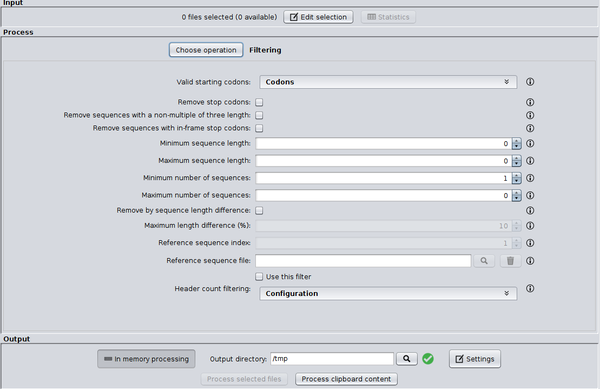 Input
0 files selected (0 available) Edit selection Statistics
Process
Choose operation Filtering
Valid starting codons: Codons
Remove stop codons:
Remove sequences with a non-multiple of three length:
Remove sequences with in-frame stop codons:
Minimum sequence length: 0
Maximum sequence length: 0
Minimum number of sequences: 1
Maximum number of sequences: 0
Remove by sequence length difference:
Maximum length difference (%): 10
Reference sequence index: 1
Reference sequence file:
Use this filter
Header count filtering: Configuration
Output
In memory processing Output directory: /tmp Settings
Process selected files Process clipboard content